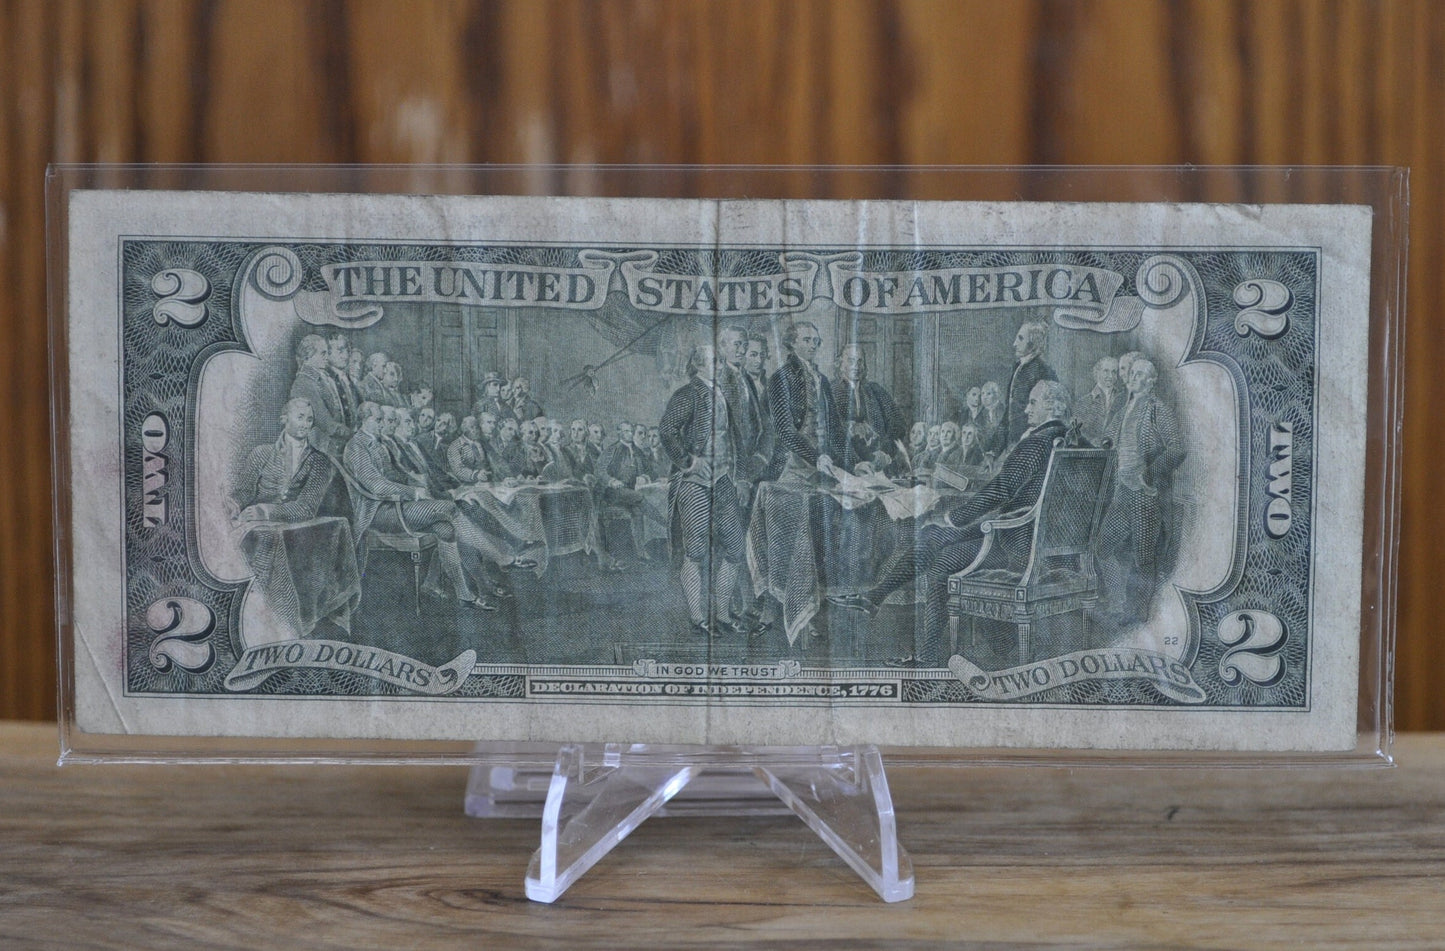 2 THE UNITED STATES OF AMERICA 2
TWO TWO
22
2 TWO DOLLARS IN GOD WE TRUST TWO DOLLARS 2
DECLARATION OF INDEPENDENCE, 1776